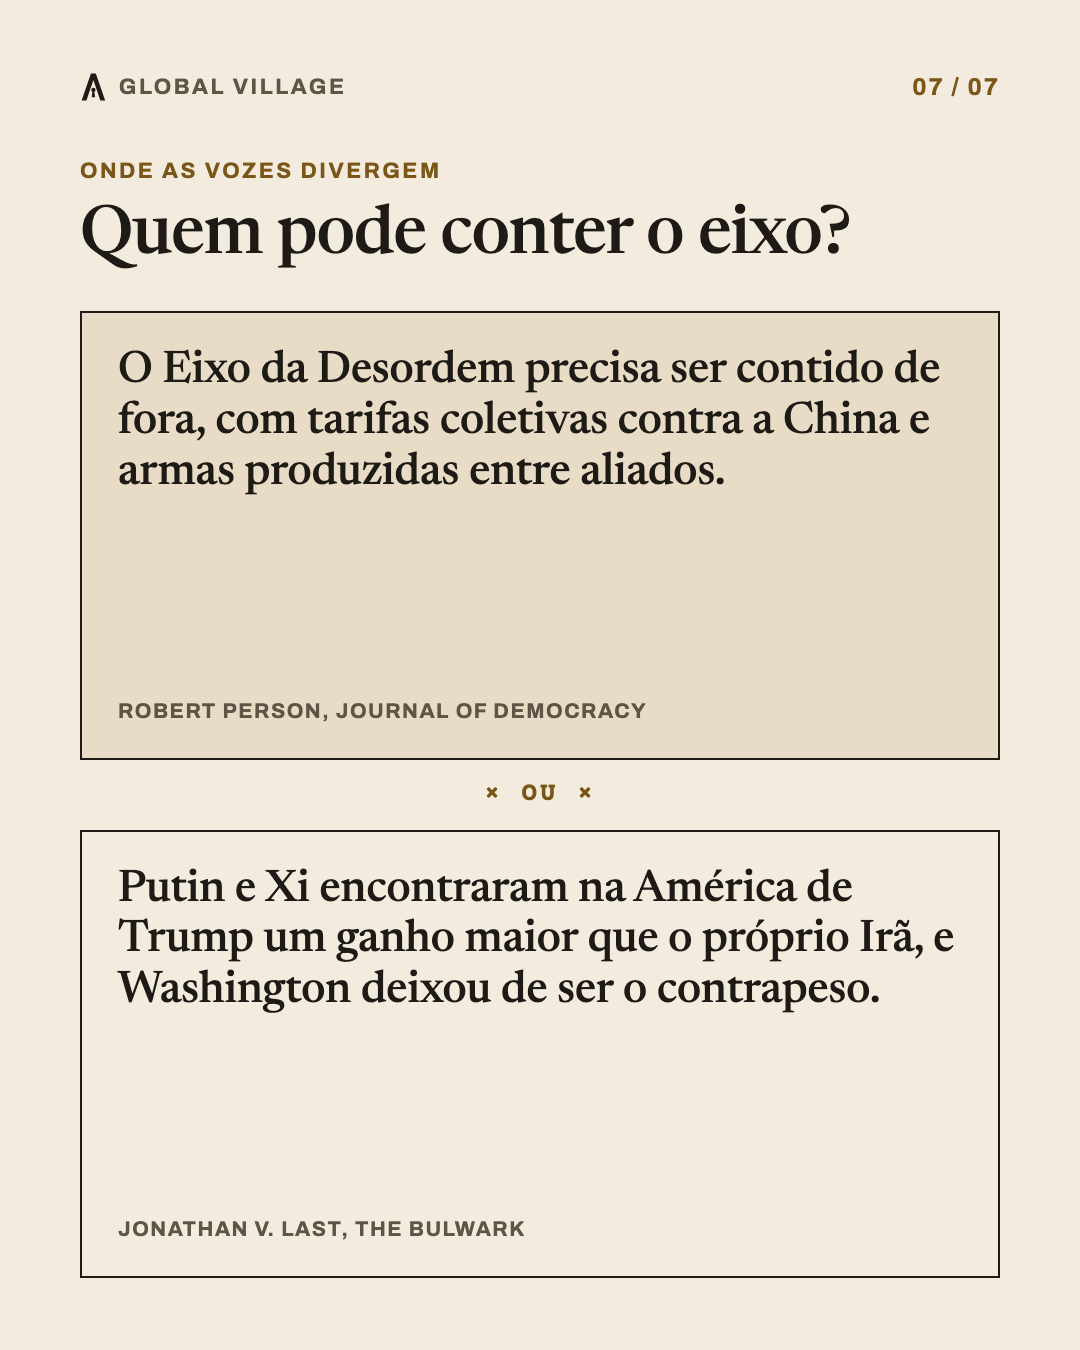 GLOBAL VILLAGE
07 / 07
ONDE AS VOZES DIVERGEM
Quem pode conter o eixo?
O Eixo da Desordem precisa ser contido de
fora, com tarifas coletivas contra a China e
armas produzidas entre aliados.
ROBERT PERSON, JOURNAL OF DEMOCRACY
× OU ×
Putin e Xi encontraram na América de
Trump um ganho maior que o próprio Irã, e
Washington deixou de ser o contrapeso.
JONATHAN V. LAST, THE BULWARK